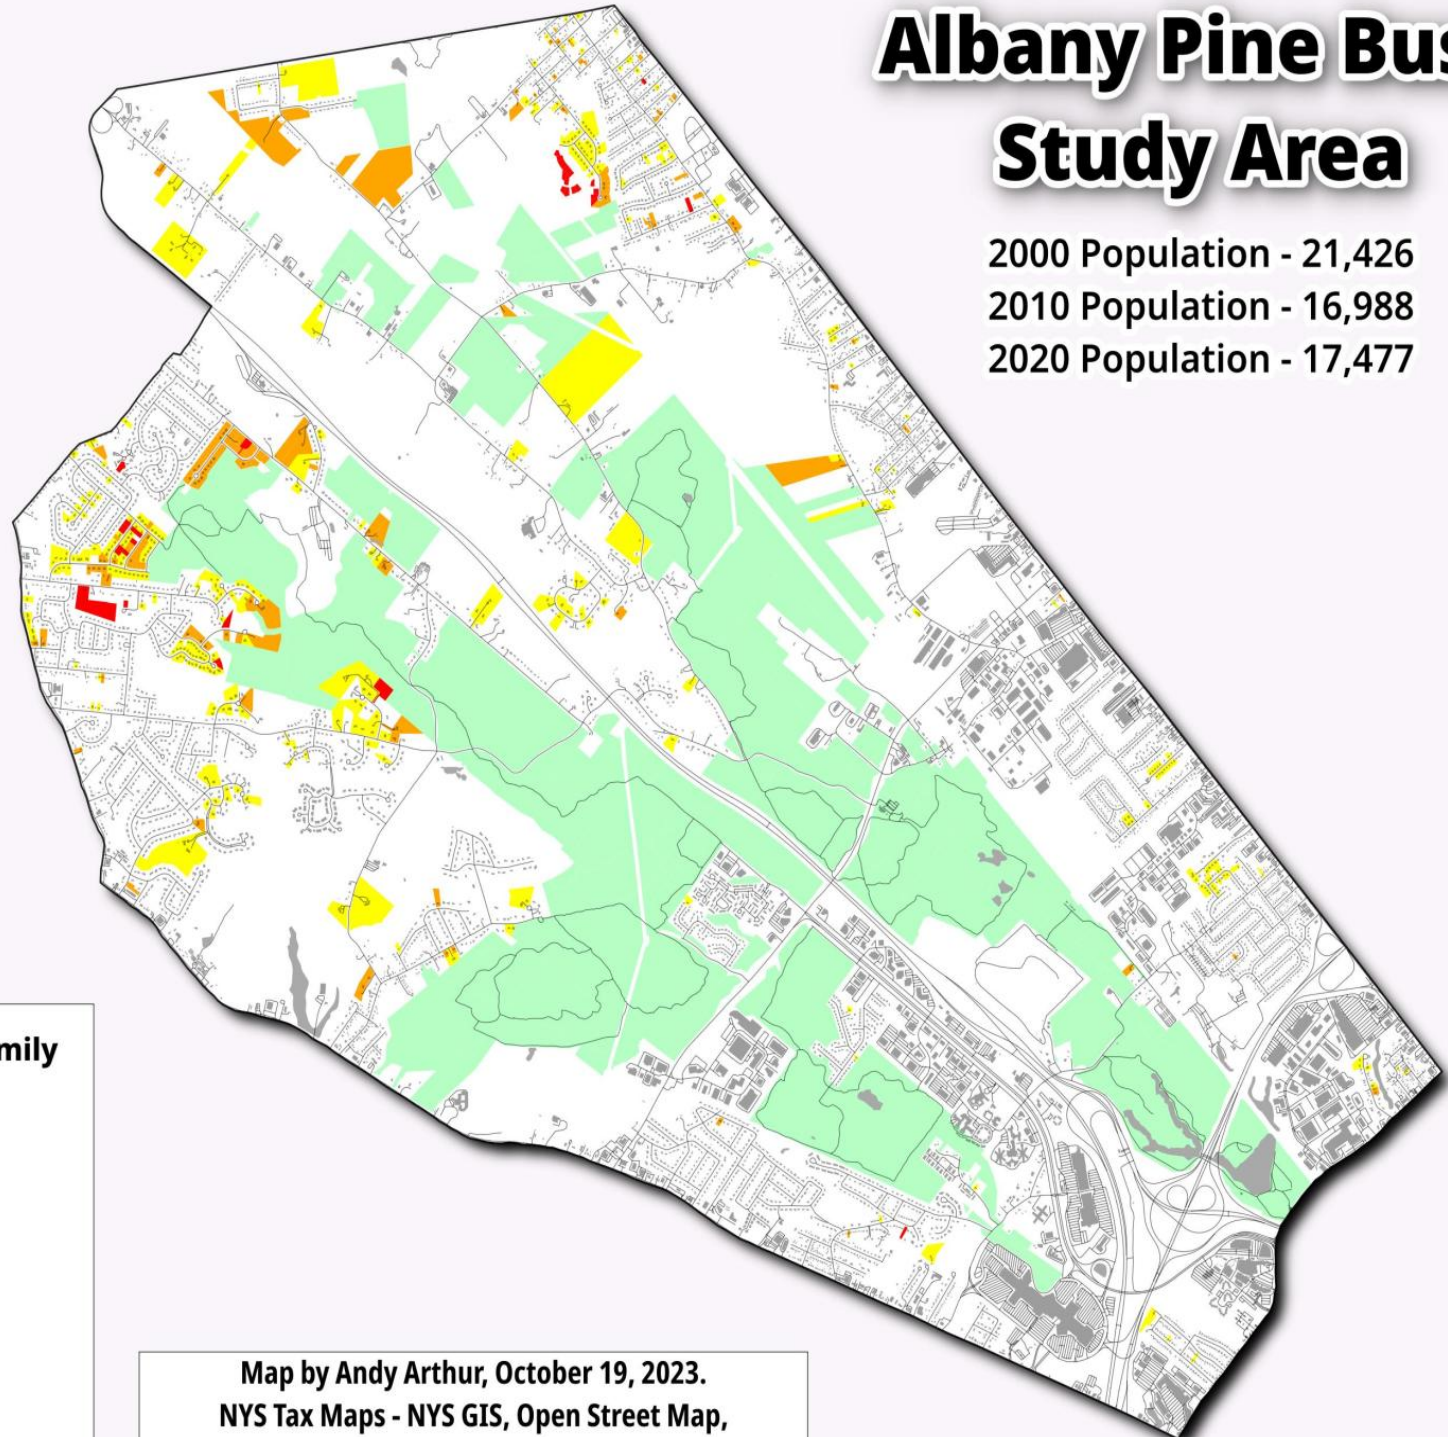 Albany Pine Bus
Study Area
2000 Population - 21,426
2010 Population - 16,988
2020 Population - 17,477
mily
Map by Andy Arthur, October 19, 2023.
NYS Tax Maps - NYS GIS, Open Street Map,